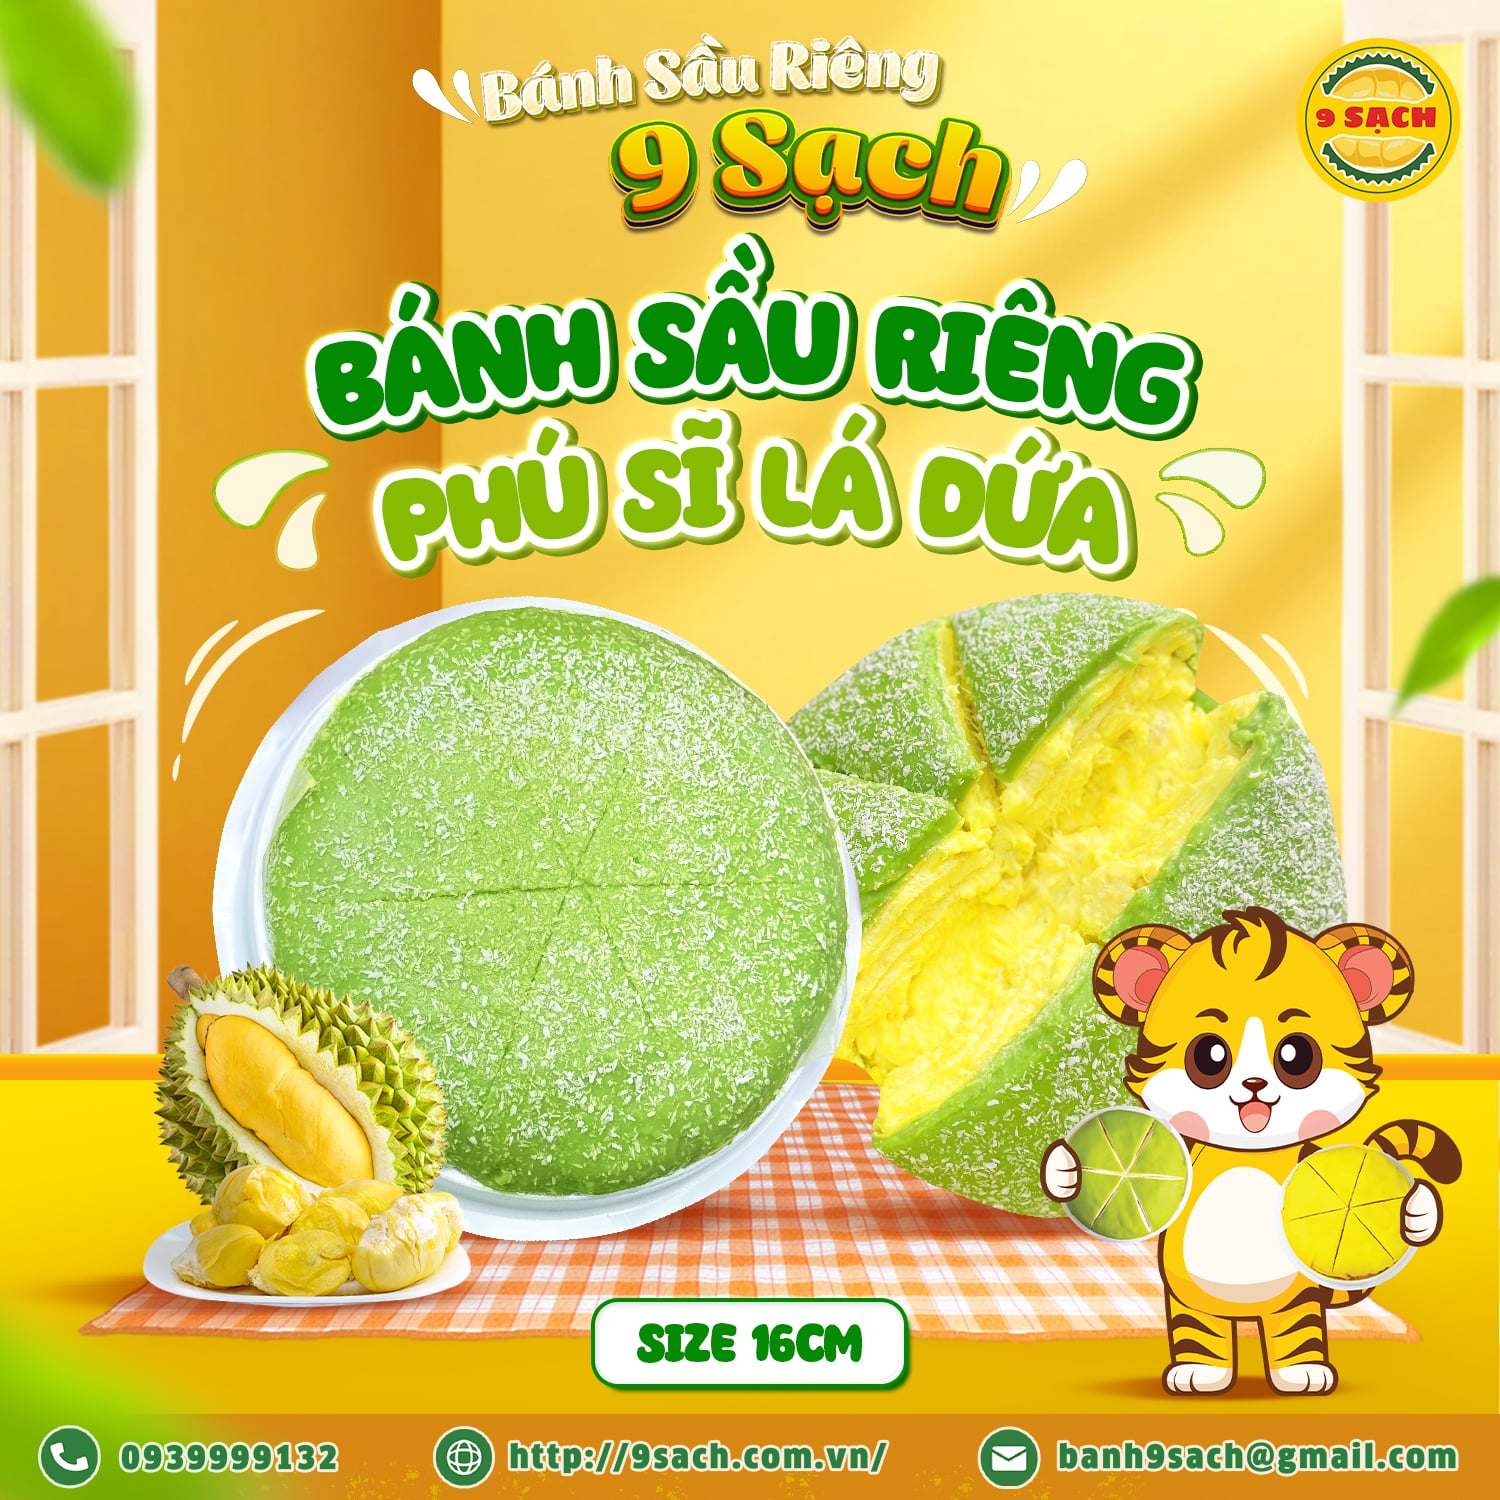 Bánh Sầu Riêng
9 Sạch
9 SẠCH
BÁNH SẦU RIÊNG
PHÚ SĨ LÁ DỨA
SIZE 16CM
0939999132
http://9sach.com.vn/
banh9sach@gmail.com